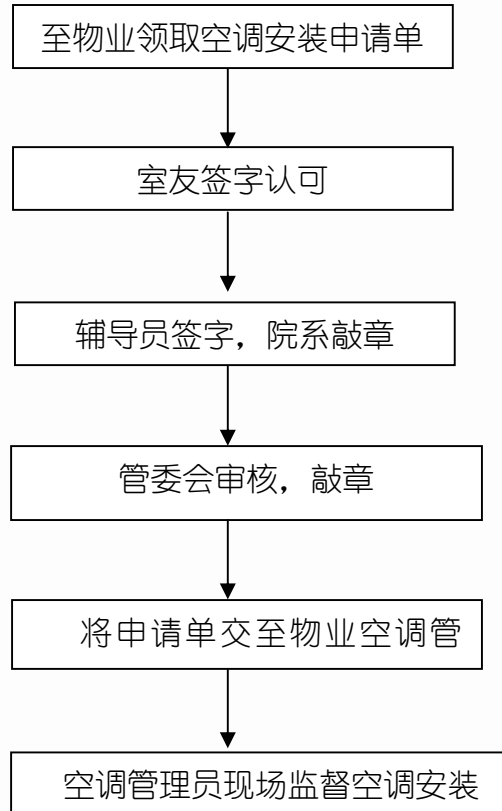 至物业领取空调安装申请单
室友签字认可
辅导员签字，院系敲章
管委会审核，敲章
将申请单交至物业空调管
空调管理员现场监督空调安装